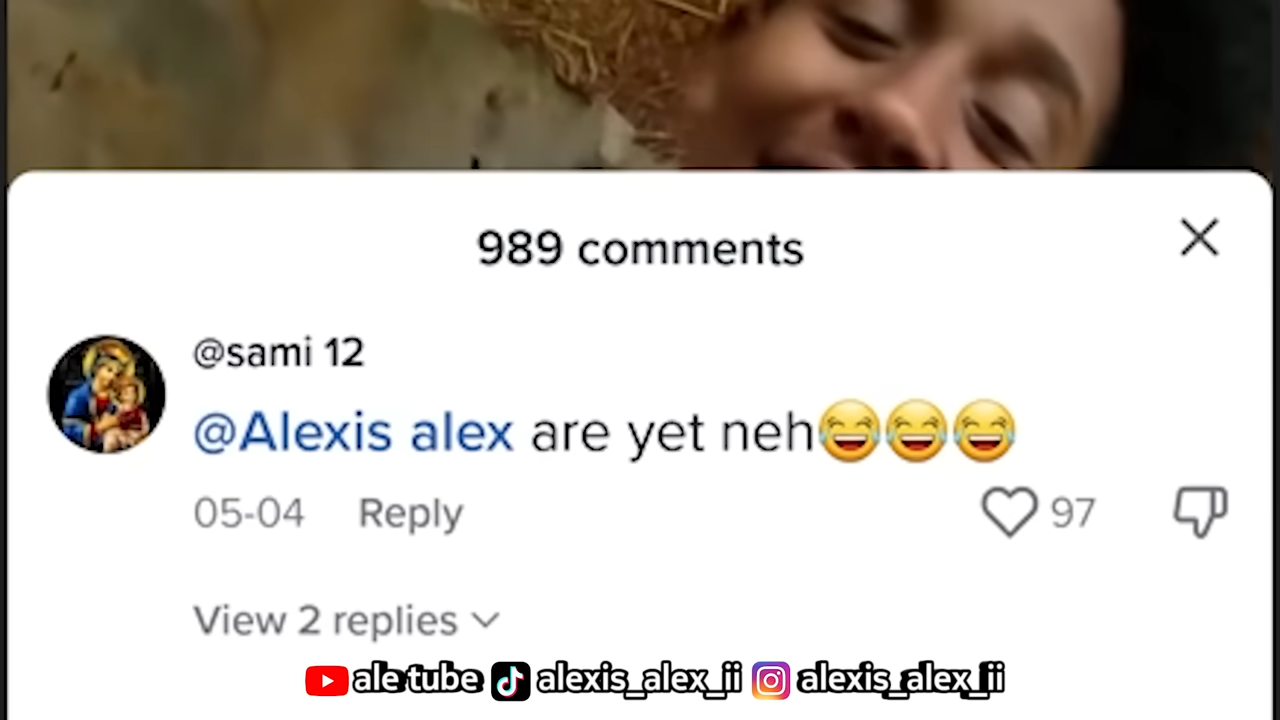 989 comments
@sami 12
@Alexis alex are yet neh😂😂😂
05-04 Reply 97
View 2 replies
ale tube alexis_alex_ii alexis_alex_ii